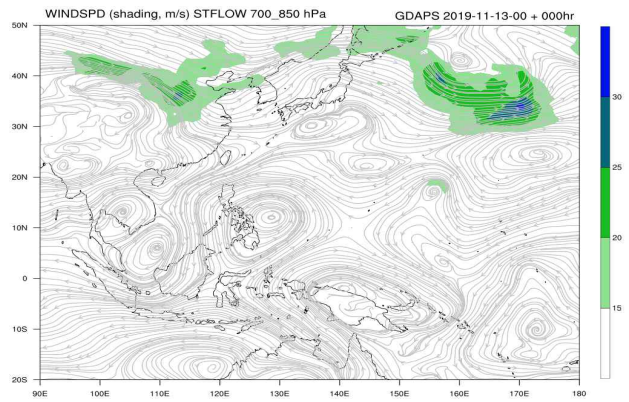 WINDSPD (shading, m/s) STFLOW 700_850 hPa
GDAPS 2019-11-13-00 + 000hr
50N
40N
30N
20N
10N
0
10S
20S
90E
100E
110E
120E
130E
140E
150E
160E
170E
180
30
25
20
15